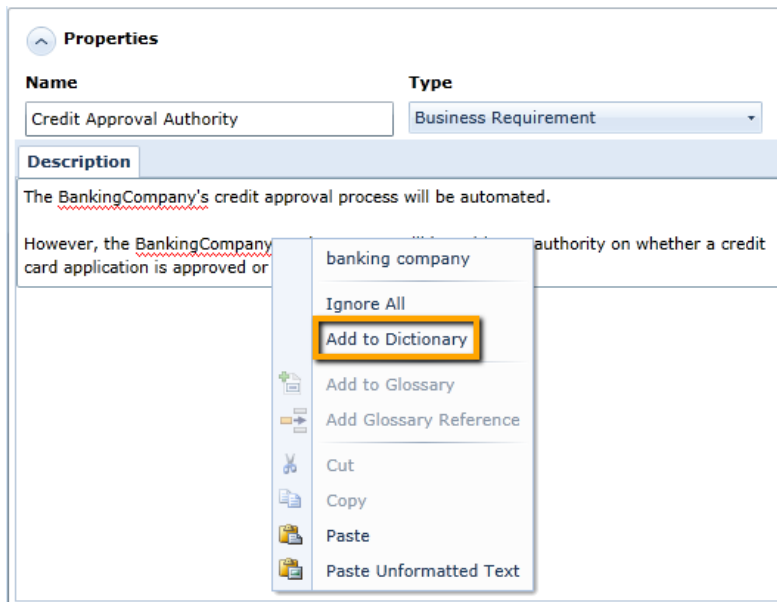 Properties
Name Type
Credit Approval Authority Business Requirement
Description
The BankingCompany's credit approval process will be automated.
However, the BankingCompany authority on whether a credit
card application is approved or
banking company
Ignore All
Add to Dictionary
Add to Glossary
Add Glossary Reference
Cut
Copy
Paste
Paste Unformatted Text